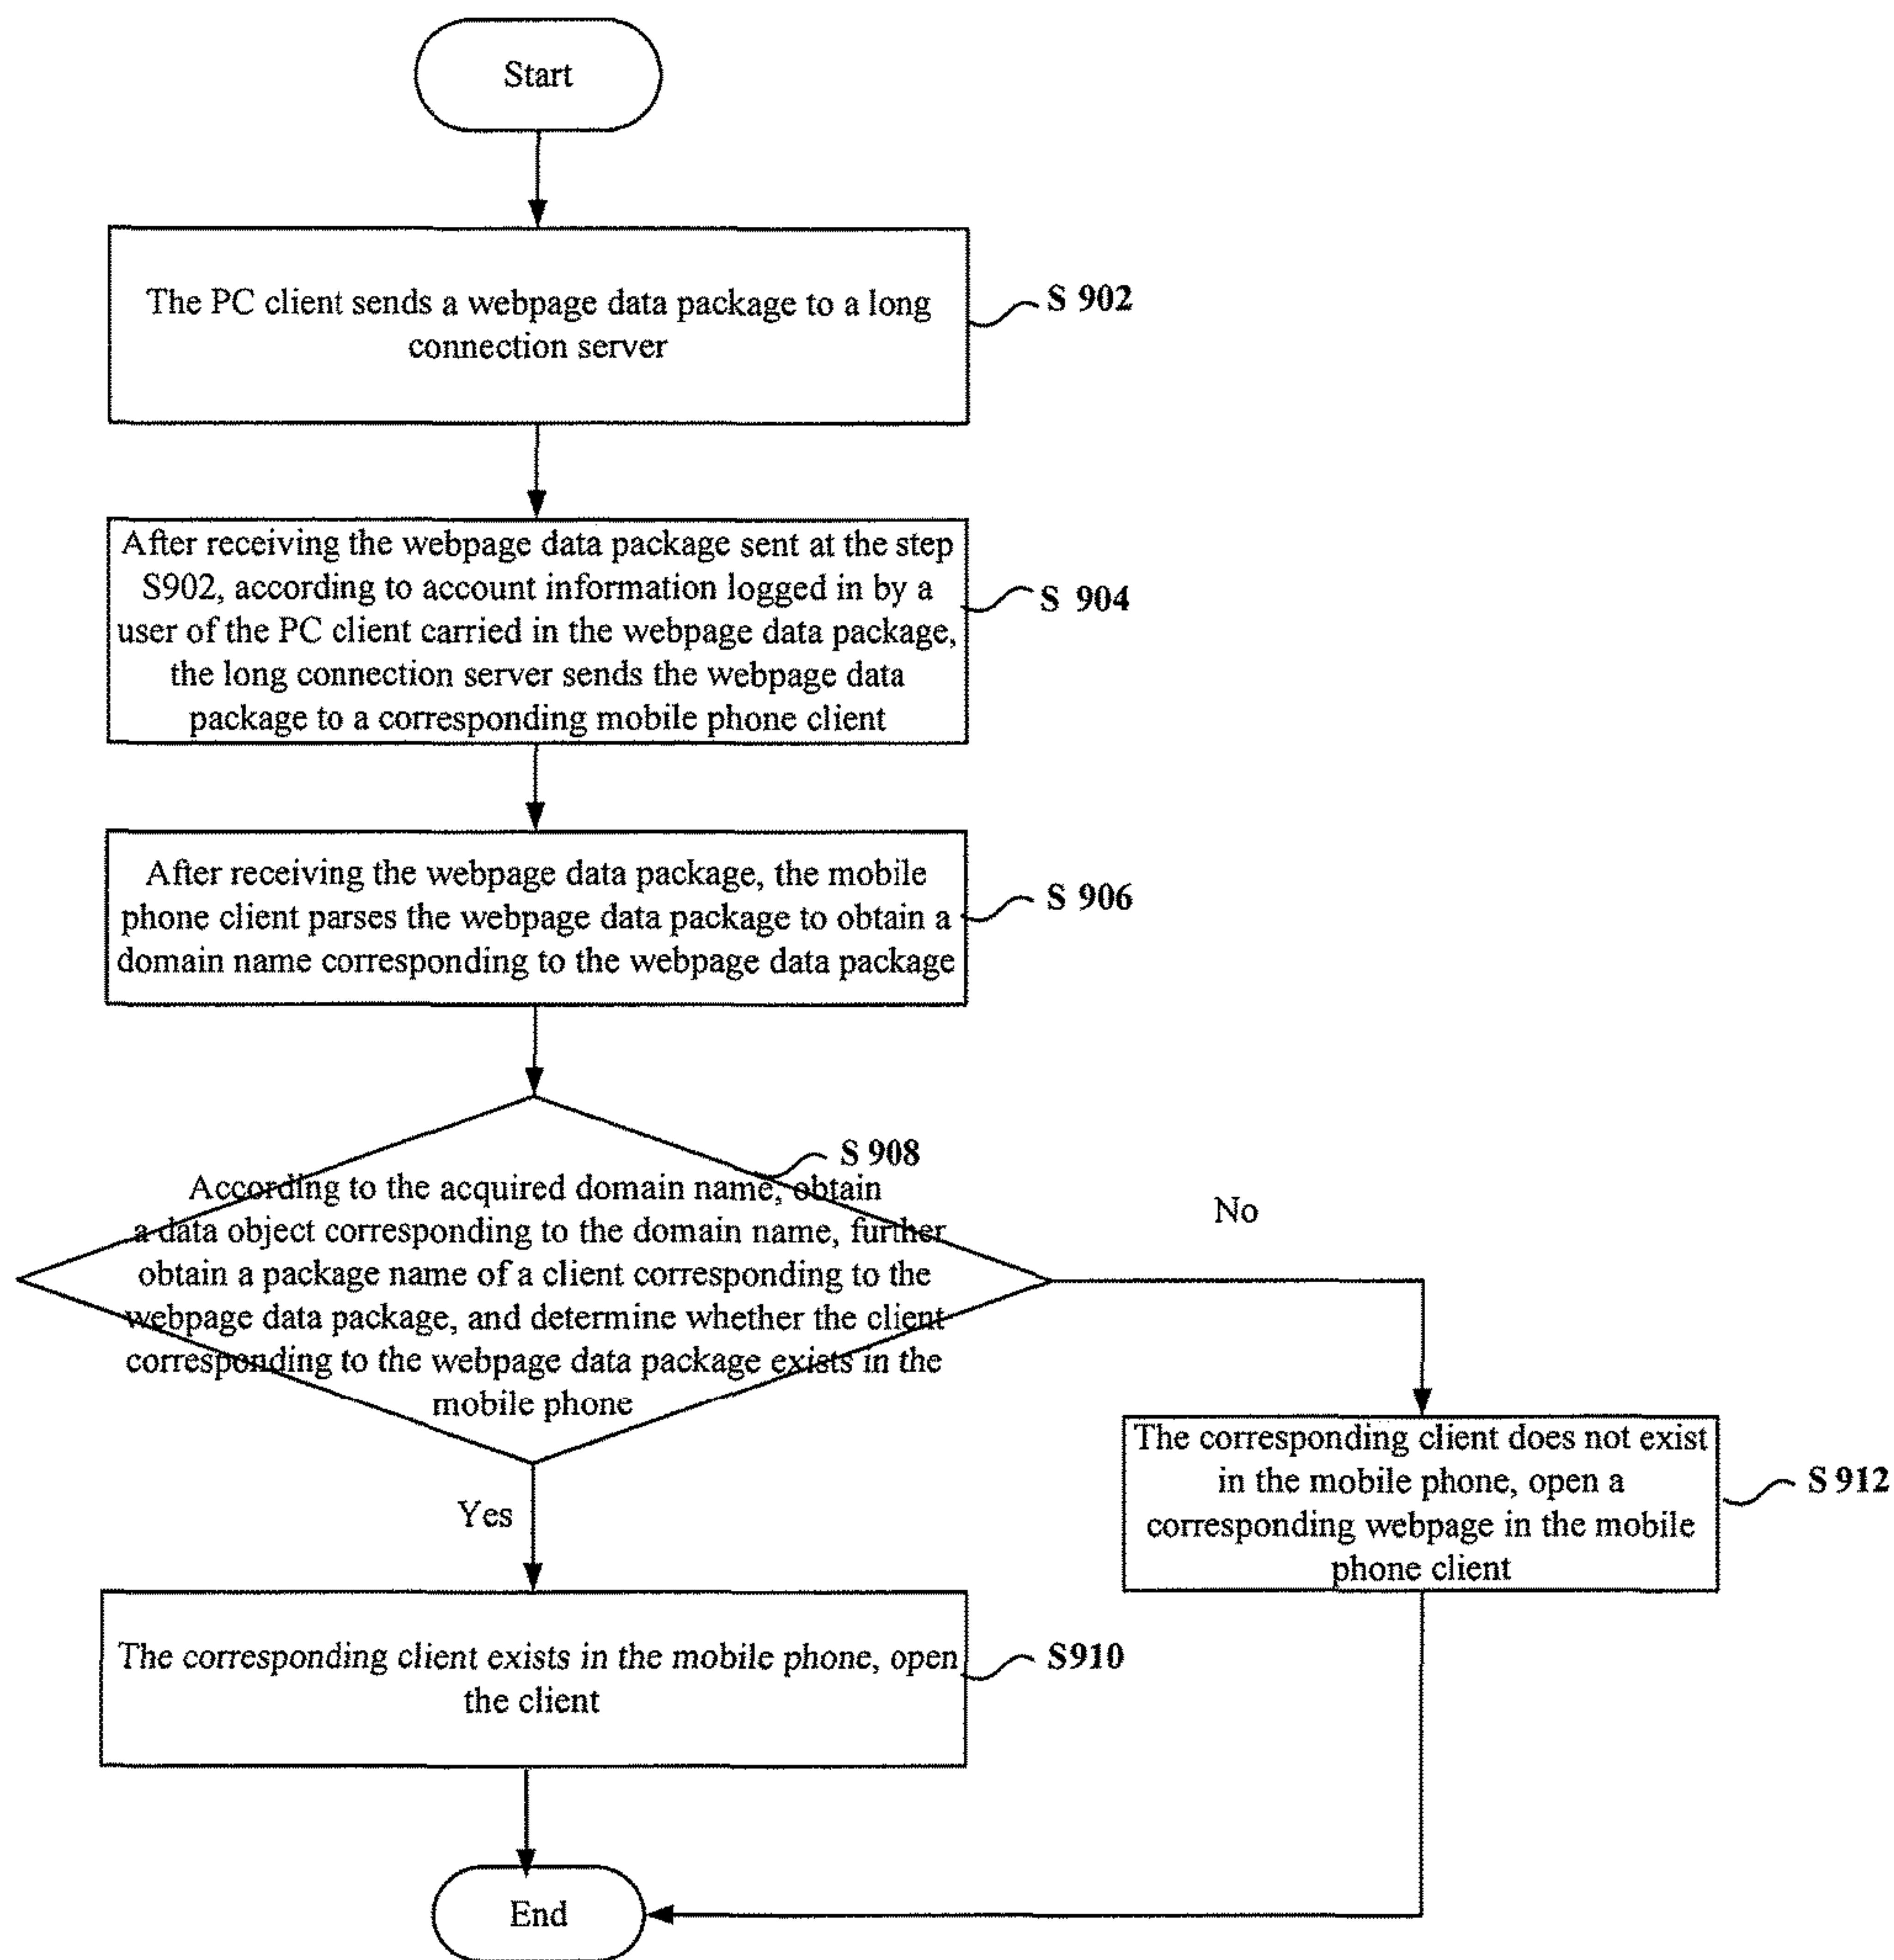 Start
The PC client sends a webpage data package to a long
connection server
S 902
After receiving the webpage data package sent at the step
S902, according to account information logged in by a
user of the PC client carried in the webpage data package,
the long connection server sends the webpage data
package to a corresponding mobile phone client
S 904
After receiving the webpage data package, the mobile
phone client parses the webpage data package to obtain a
domain name corresponding to the webpage data package
S 906
S 908
According to the acquired domain name, obtain
a data object corresponding to the domain name, further
obtain a package name of a client corresponding to the
webpage data package, and determine whether the client
corresponding to the webpage data package exists in the
mobile phone
No
Yes
The corresponding client does not exist
in the mobile phone, open a
corresponding webpage in the mobile
phone client
S 912
The corresponding client exists in the mobile phone, open
the client
S910
End